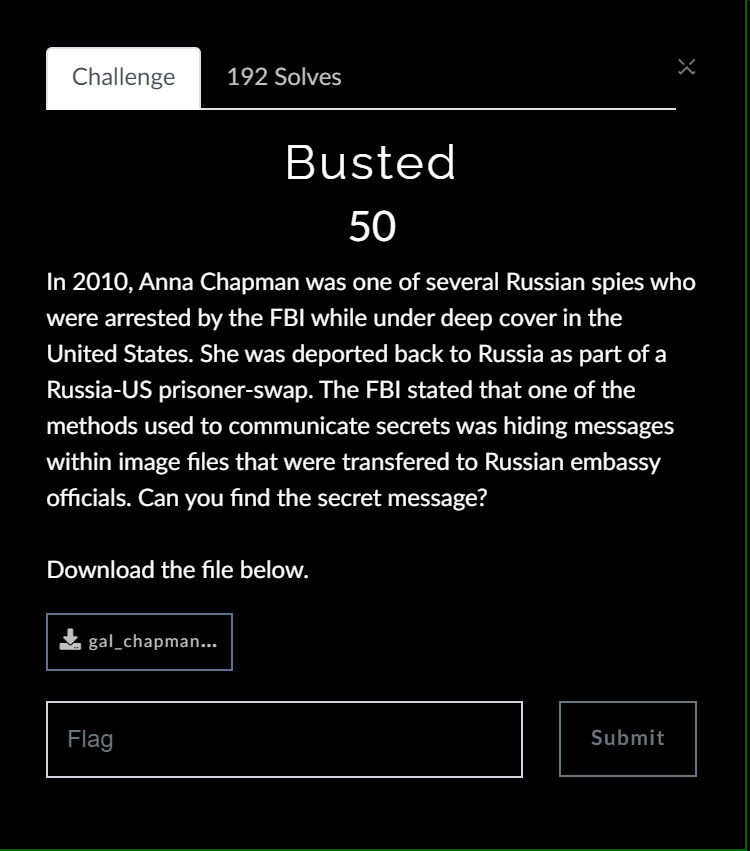 Challenge
192 Solves
Busted
50
In 2010, Anna Chapman was one of several Russian spies who
were arrested by the FBI while under deep cover in the
United States. She was deported back to Russia as part of a
Russia-US prisoner-swap. The FBI stated that one of the
methods used to communicate secrets was hiding messages
within image files that were transfered to Russian embassy
officials. Can you find the secret message?
Download the file below.
gal_chapman...
Flag
Submit